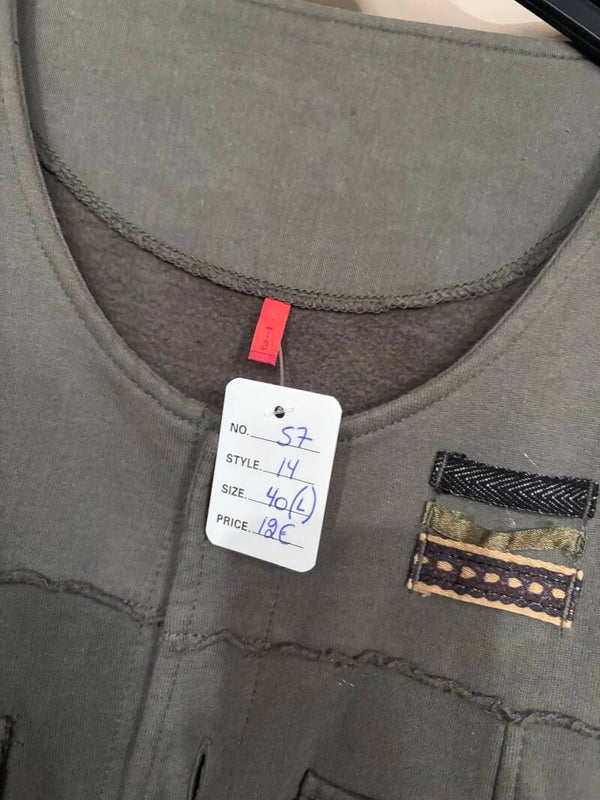 NO. 57
STYLE. 14
SIZE. 40 (L)
PRICE. 12€